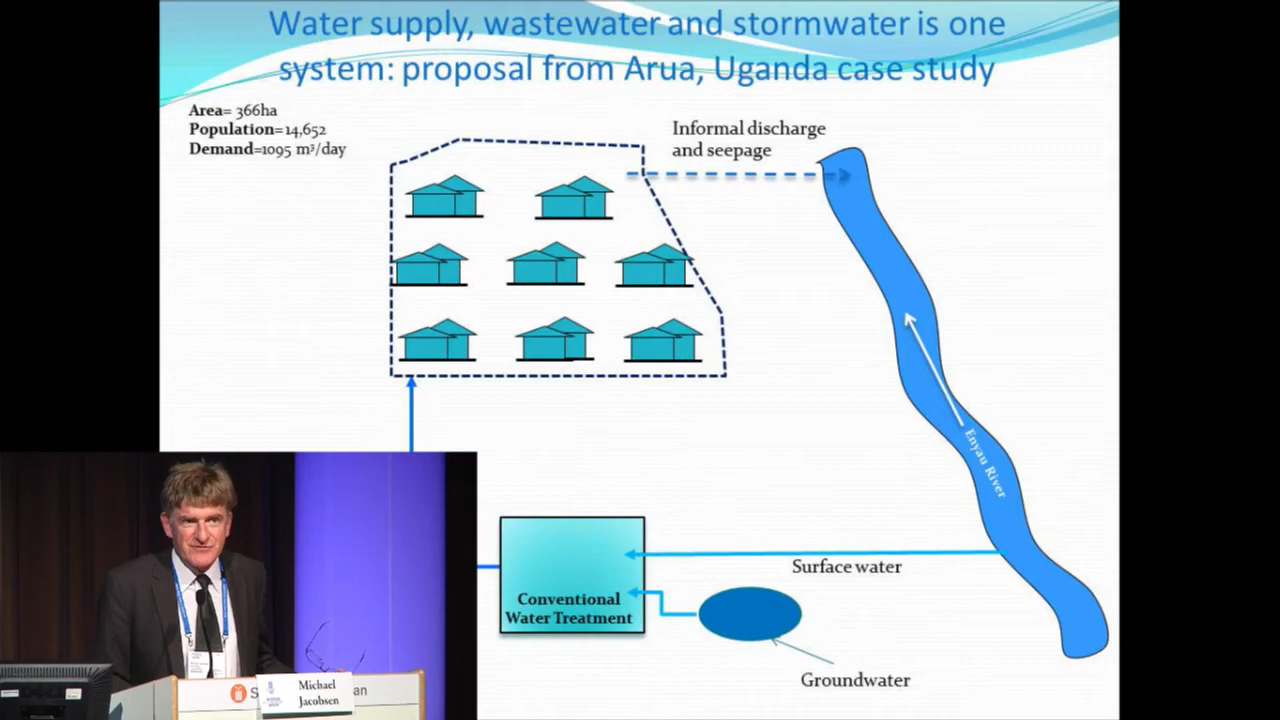 Water supply, wastewater and stormwater is one
system: proposal from Arua, Uganda case study
Area= 366ha
Population=14,652
Demand=1095 m³/day
Informal discharge
and seepage
Enyau River
Surface water
Conventional
Water Treatment
Groundwater
Michael
Jacobsen